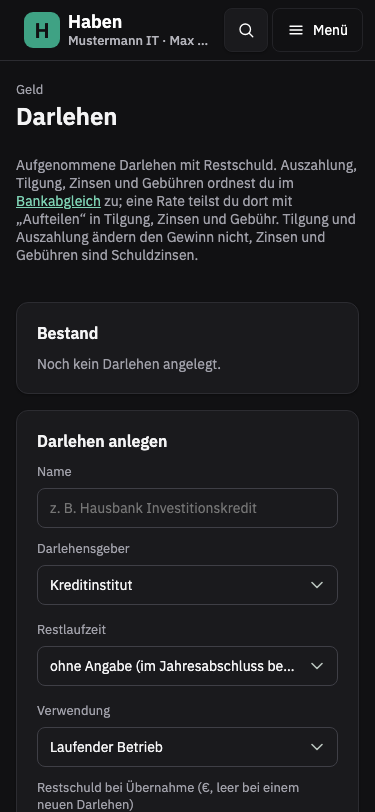 H
Haben
Mustermann IT · Max ...
Menü
Geld
Darlehen
Aufgenommene Darlehen mit Restschuld. Auszahlung,
Tilgung, Zinsen und Gebühren ordnest du im
Bankabgleich zu; eine Rate teilst du dort mit
„Aufteilen“ in Tilgung, Zinsen und Gebühr. Tilgung und
Auszahlung ändern den Gewinn nicht, Zinsen und
Gebühren sind Schuldzinsen.
Bestand
Noch kein Darlehen angelegt.
Darlehen anlegen
Name
z. B. Hausbank Investitionskredit
Darlehensgeber
Kreditinstitut
Restlaufzeit
ohne Angabe (im Jahresabschluss be...
Verwendung
Laufender Betrieb
Restschuld bei Übernahme (€, leer bei einem
neuen Darlehen)